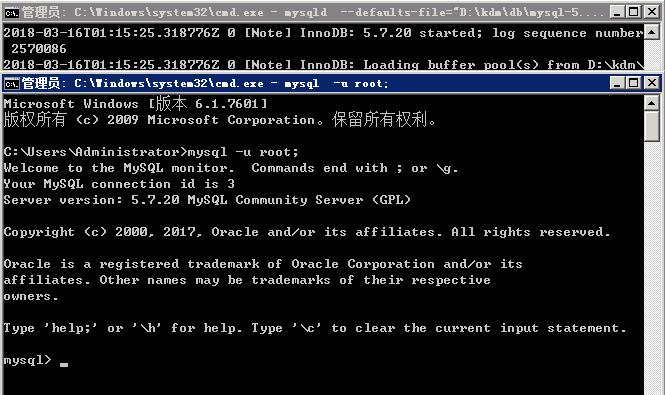 管理员: C:\Windows\system32\cmd.exe - mysqld --defaults-file="D:\kdm\db\mysql-5....
2018-03-16T01:15:25.318776Z 0 [Note] InnoDB: 5.7.20 started; log sequence number
2570086
2018-03-16T01:15:25.318776Z 0 [Note] InnoDB: Loading buffer pool(s) from D:\kdm\
管理员: C:\Windows\system32\cmd.exe - mysql -u root;
Microsoft Windows [版本 6.1.7601]
版权所有 (c) 2009 Microsoft Corporation。保留所有权利。
C:\Users\Administrator>mysql -u root;
Welcome to the MySQL monitor.  Commands end with ; or \g.
Your MySQL connection id is 3
Server version: 5.7.20 MySQL Community Server (GPL)
Copyright (c) 2000, 2017, Oracle and/or its affiliates. All rights reserved.
Oracle is a registered trademark of Oracle Corporation and/or its
affiliates. Other names may be trademarks of their respective
owners.
Type 'help;' or '\h' for help. Type '\c' to clear the current input statement.
mysql> _